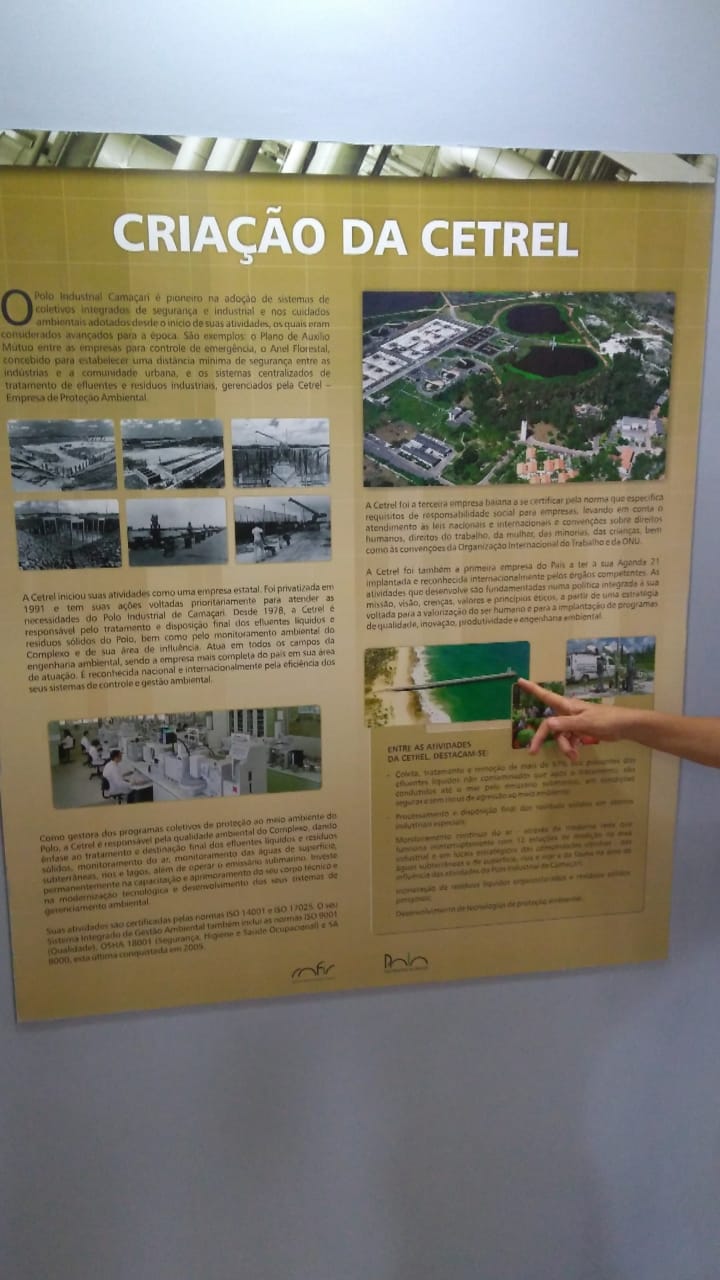 CRIAÇÃO DA CETREL
O Polo Industrial Camaçari é pioneiro na adoção de sistemas de
coletivos integrados de segurança e industrial e nos cuidados
ambientais adotados desde o início de suas atividades, os quais eram
considerados avançados para a época. São exemplos: o Plano de Auxílio
Mútuo entre as empresas para controle de emergência, o Anel Florestal,
concebido para estabelecer uma distância mínima de segurança entre as
indústrias e a comunidade urbana, e os sistemas centralizados de
tratamento de efluentes e resíduos industriais, gerenciados pela Cetrel –
Empresa de Proteção Ambiental.
A Cetrel iniciou suas atividades como uma empresa estatal. Foi privatizada em
1991 e tem suas ações voltadas prioritariamente para atender as
necessidades do Polo Industrial de Camaçari. Desde 1978, a Cetrel é
responsável pelo tratamento e disposição final dos efluentes líquidos e
resíduos sólidos do Polo, bem como pelo monitoramento ambiental do
Complexo e de sua área de influência. Atua em todos os campos da
engenharia ambiental, sendo a empresa mais completa do país em sua área
de atuação. É reconhecida nacional e internacionalmente pela eficiência dos
seus sistemas de controle e gestão ambiental.
Como gestora dos programas coletivos de proteção ao meio ambiente do
Polo, a Cetrel é responsável pela qualidade ambiental do Complexo, dando
ênfase ao tratamento e destinação final dos efluentes líquidos e resíduos
sólidos, monitoramento do ar, monitoramento das águas de superfície,
subterrâneas, rios e lagos, além de operar o emissário submarino. Investe
permanentemente na capacitação e aprimoramento do seu corpo técnico e
na modernização tecnológica e desenvolvimento dos seus sistemas de
gerenciamento ambiental.
Suas atividades são certificadas pelas normas ISO 14001 e ISO 17025. O seu
Sistema Integrado de Gestão Ambiental também inclui as normas ISO 9001
(Qualidade), OSHA 18001 (Segurança, Higiene e Saúde Ocupacional) e SA
8000, esta última conquistada em 2005.
A Cetrel foi a terceira empresa baiana a se certificar pela norma que especifica
requisitos de responsabilidade social para empresas, levando em conta o
atendimento às leis nacionais e internacionais e convenções sobre direitos
humanos, direitos do trabalho, da mulher, das minorias, das crianças, bem
como às convenções da Organização Internacional do Trabalho e da ONU.
A Cetrel foi também a primeira empresa do País a ter a sua Agenda 21
implantada e reconhecida internacionalmente pelos órgãos competentes. As
atividades que desenvolve são fundamentadas numa política integrada à sua
missão, visão, crenças, valores e princípios éticos, a partir de uma estratégia
voltada para a valorização do ser humano e para a implantação de programas
de qualidade, inovação, produtividade e engenharia ambiental.
ENTRE AS ATIVIDADES
DA CETREL, DESTACAM-SE:
- Coleta, tratamento e remoção de mais de dos poluentes dos
efluentes líquidos não contaminados que após o tratamento, são
conduzidos até o mar pelo emissário submarino, em condições
seguras e sem riscos de agressão ao meio ambiente.
- Processamento e disposição final dos resíduos sólidos em aterros
industriais especiais.
Monitoramento contínuo do ar – através de moderna rede que
funciona ininterruptamente com 12 estações de medição na área
industrial e em locais estratégicos das comunidades vizinhas - das
águas subterrâneas e de superfície, rios e mar e da fauna na área de
influência das atividades do Polo Industrial de Camaçari.
Incineração de resíduos líquidos organoclorados e resíduos sólidos
perigosos.
Desenvolvimento de tecnologias de proteção ambiental.
Polo